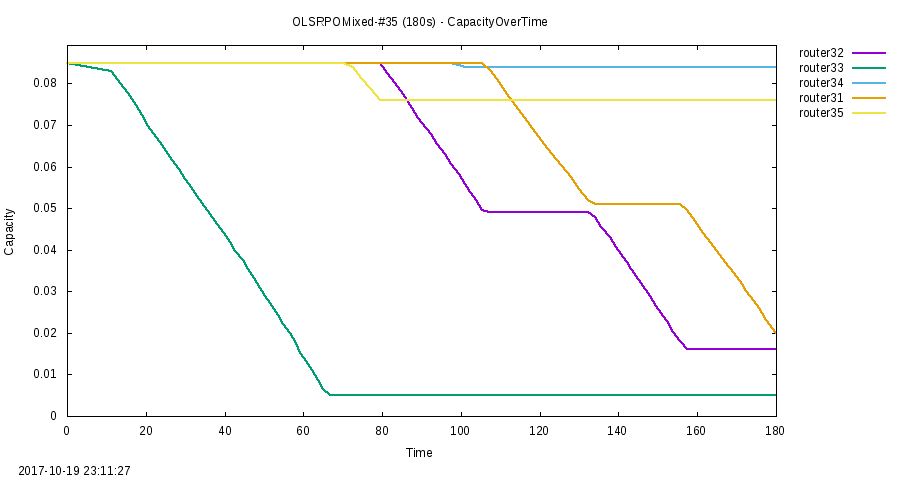 OLSRPOMixed-#35 (180s) - CapacityOverTime
router32
router33
router34
router31
router35
0.08
0.07
0.06
0.05
0.04
0.03
0.02
0.01
0
Capacity
0 20 40 60 80 100 120 140 160 180
Time
2017-10-19 23:11:27